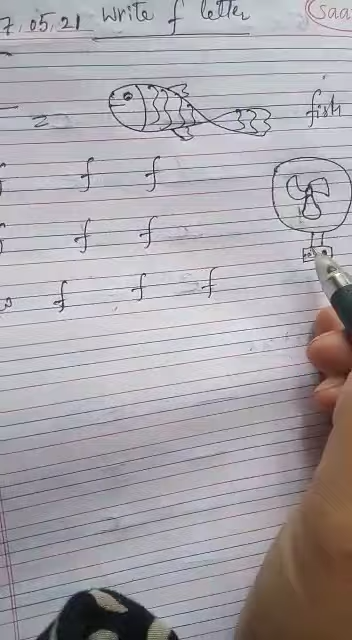 7.05.21 Write f letter
fish
f f
f f
f f f